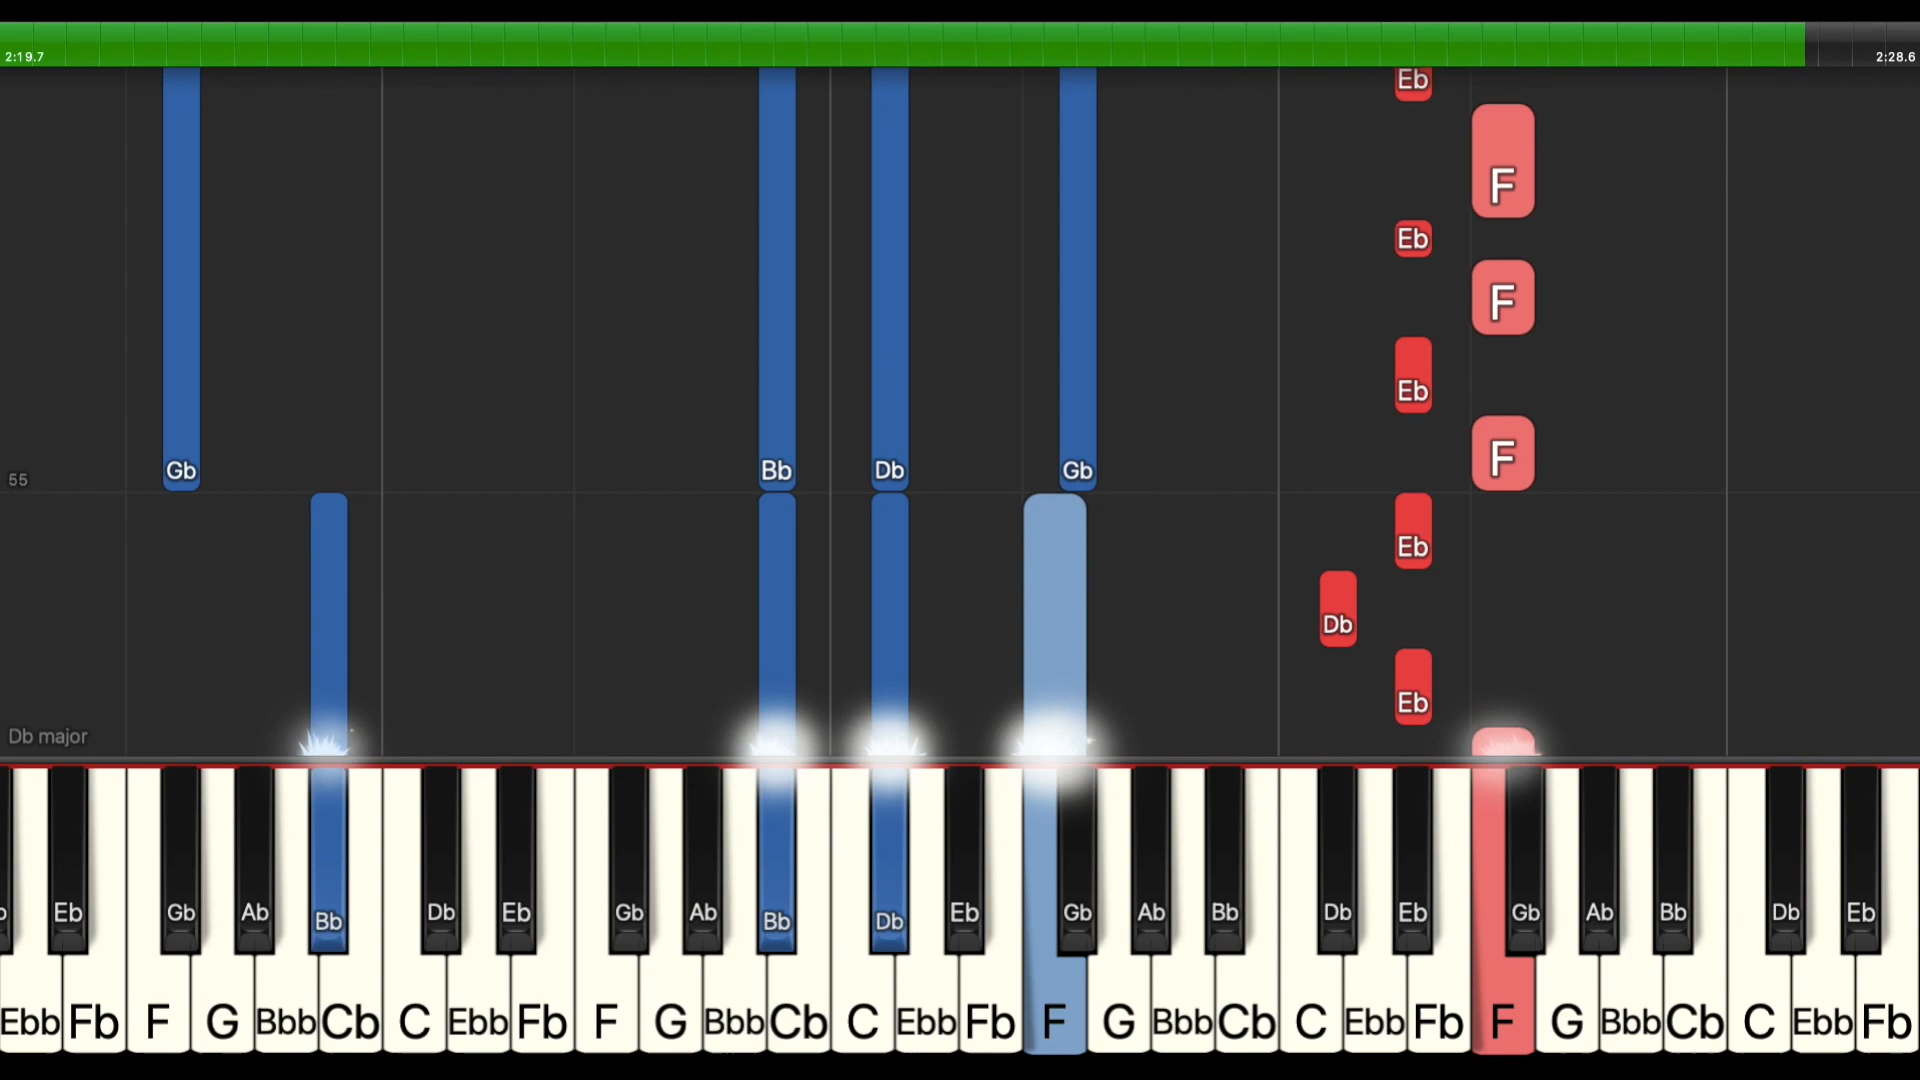 2:19.7 2:28.6
Eb
F
Eb
F
Eb
F
Gb Bb Db Gb
55
Eb
Db
Eb
Db major
Eb Gb Ab Bb Db Eb Gb Ab Bb Db Eb Gb Ab Bb Db Eb Gb Ab Bb Db Eb
Ebb Fb F G Bbb Cb C Ebb Fb F G Bbb Cb C Ebb Fb F G Bbb Cb C Ebb Fb F G Bbb Cb C Ebb Fb